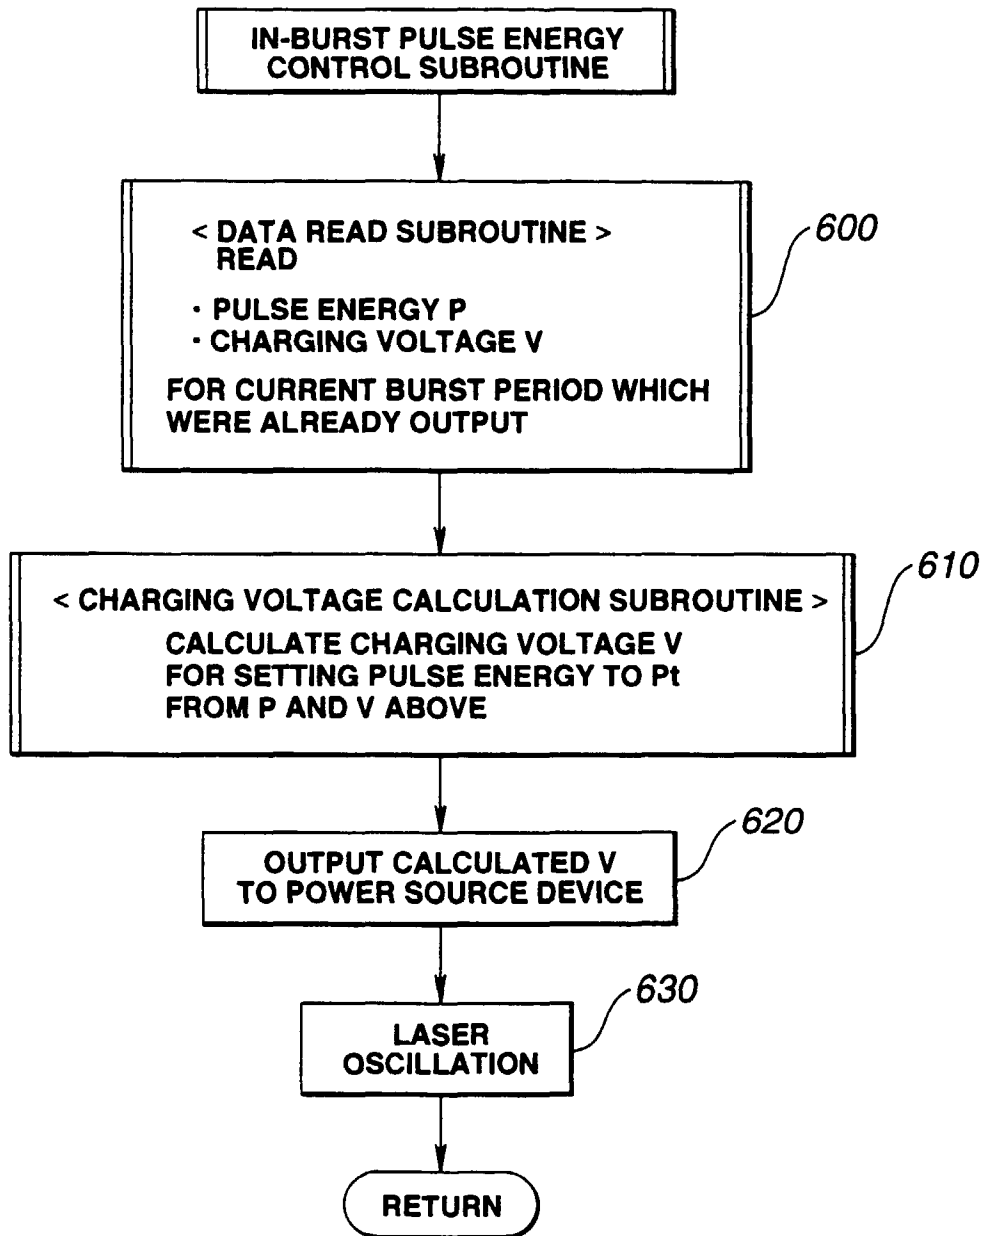 IN-BURST PULSE ENERGY
CONTROL SUBROUTINE
< DATA READ SUBROUTINE >
READ
· PULSE ENERGY P
· CHARGING VOLTAGE V
FOR CURRENT BURST PERIOD WHICH
WERE ALREADY OUTPUT
600
< CHARGING VOLTAGE CALCULATION SUBROUTINE >
CALCULATE CHARGING VOLTAGE V
FOR SETTING PULSE ENERGY TO Pt
FROM P AND V ABOVE
610
OUTPUT CALCULATED V
TO POWER SOURCE DEVICE
620
LASER
OSCILLATION
630
RETURN